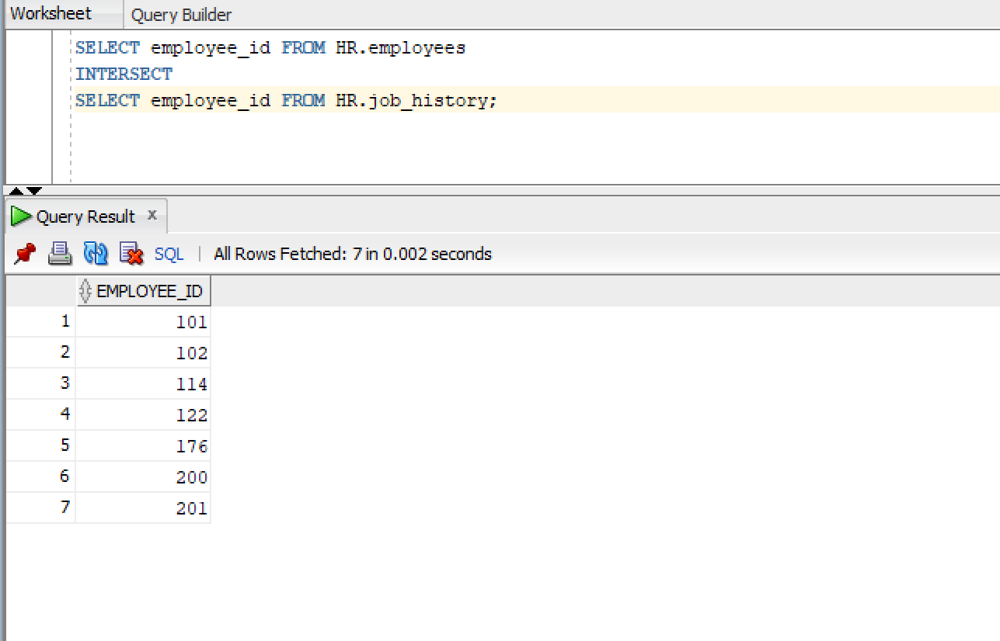 Worksheet Query Builder
SELECT employee_id FROM HR.employees
INTERSECT
SELECT employee_id FROM HR.job_history;
Query Result x
SQL | All Rows Fetched: 7 in 0.002 seconds
EMPLOYEE_ID
1 101
2 102
3 114
4 122
5 176
6 200
7 201